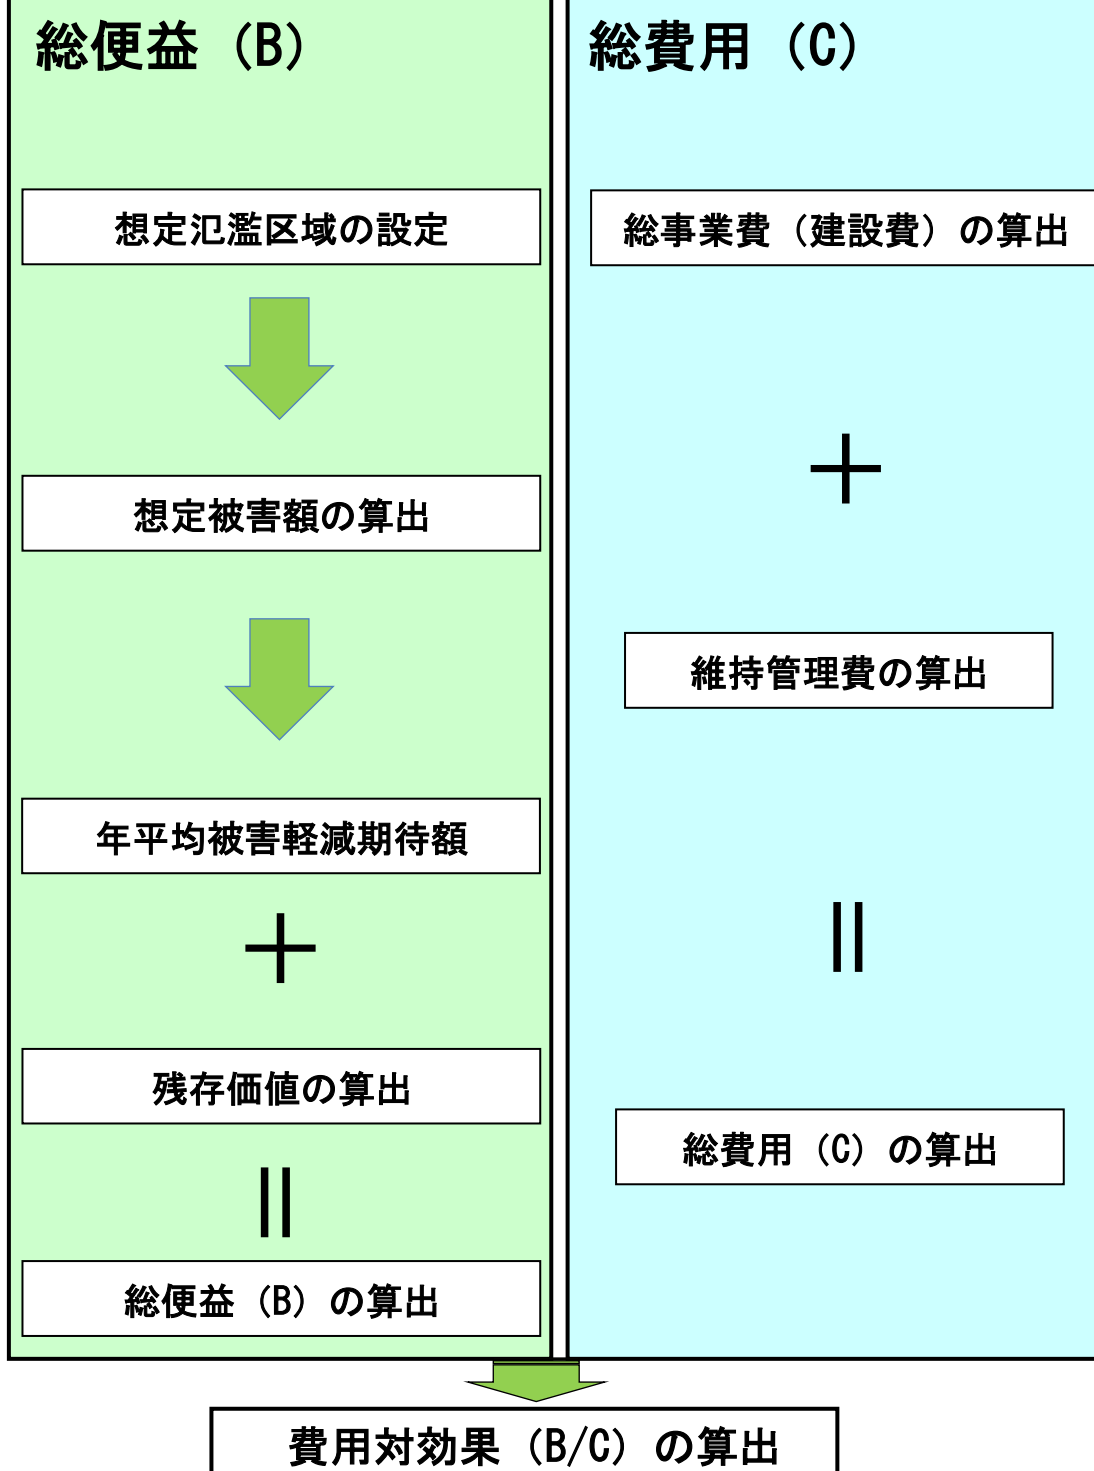 総便益（B）
想定氾濫区域の設定
想定被害額の算出
年平均被害軽減期待額
＋
残存価値の算出
||
総便益（B）の算出
総費用（C）
総事業費（建設費）の算出
＋
維持管理費の算出
||
総費用（C）の算出
費用対効果（B/C）の算出